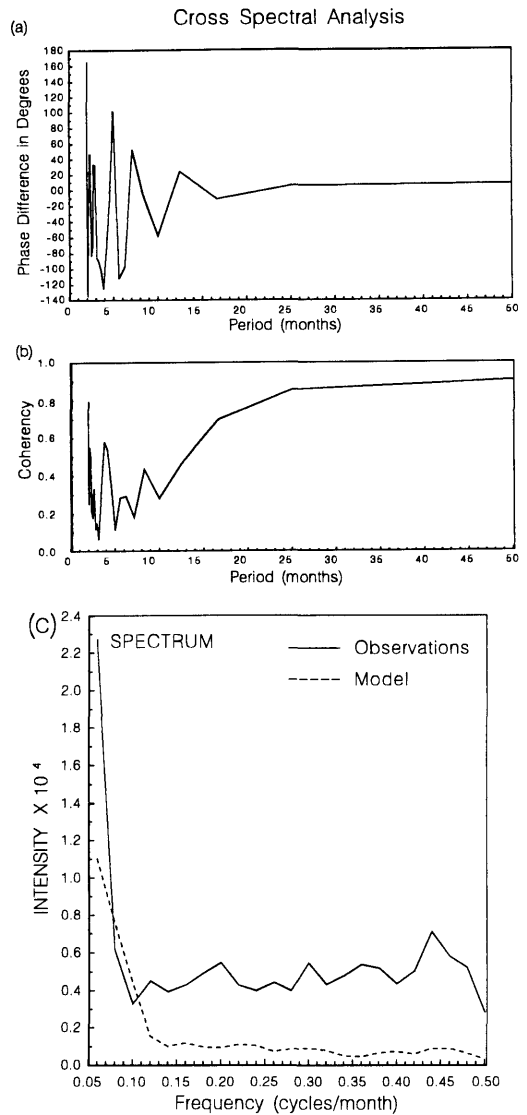 Cross Spectral Analysis
(a)
Phase Difference in Degrees
180
160
140
120
100
80
60
40
20
00
-20
-40
-60
-80
-100
-120
-140
0 5 10 15 20 25 30 35 40 45 50 60
Period (months)
(b)
Coherency
1.0
0.8
0.6
0.4
0.2
0.0
0 5 10 15 20 25 30 35 40 45 50 60
Period (months)
(C)
SPECTRUM
Observations
Model
INTENSITY X 10 4
2.4
2.2
2.0
1.8
1.6
1.4
1.2
1.0
0.8
0.6
0.4
0.2
0.0
0.05 0.10 0.15 0.20 0.25 0.30 0.35 0.40 0.45 0.50
Frequency (cycles/month)